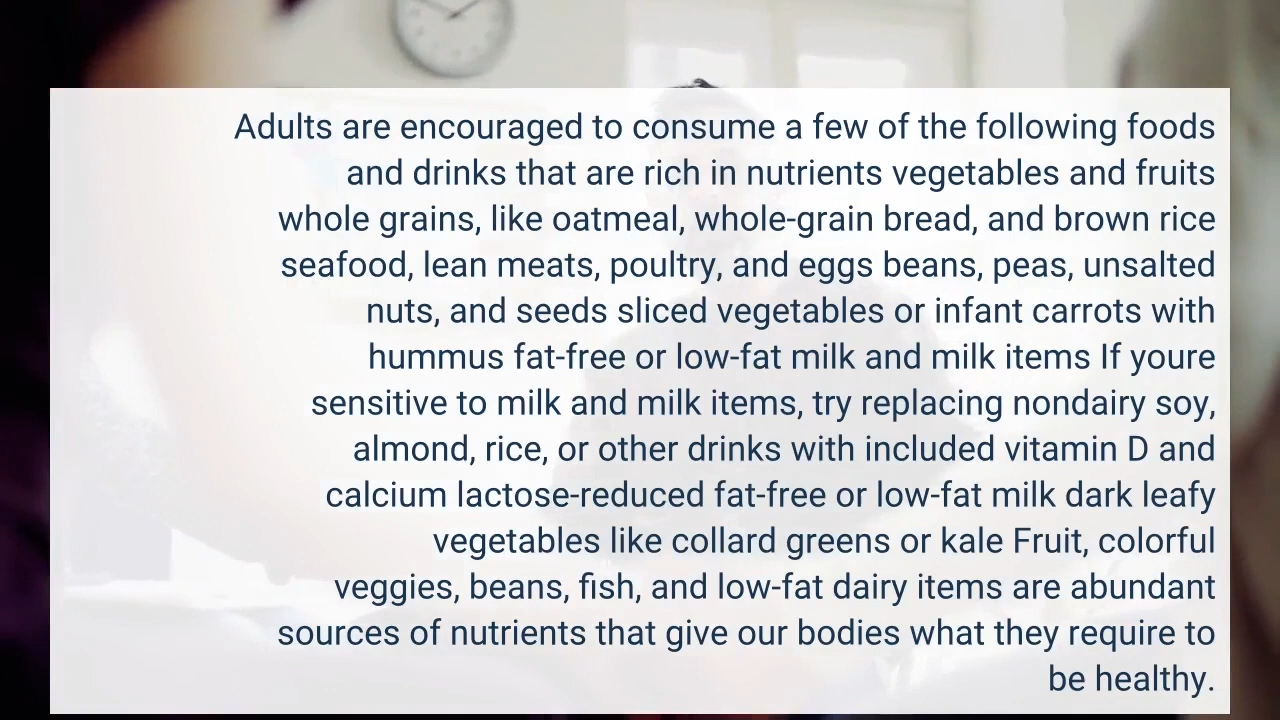 Adults are encouraged to consume a few of the following foods
and drinks that are rich in nutrients vegetables and fruits
whole grains, like oatmeal, whole-grain bread, and brown rice
seafood, lean meats, poultry, and eggs beans, peas, unsalted
nuts, and seeds sliced vegetables or infant carrots with
hummus fat-free or low-fat milk and milk items If youre
sensitive to milk and milk items, try replacing nondairy soy,
almond, rice, or other drinks with included vitamin D and
calcium lactose-reduced fat-free or low-fat milk dark leafy
vegetables like collard greens or kale Fruit, colorful
veggies, beans, fish, and low-fat dairy items are abundant
sources of nutrients that give our bodies what they require to
be healthy.